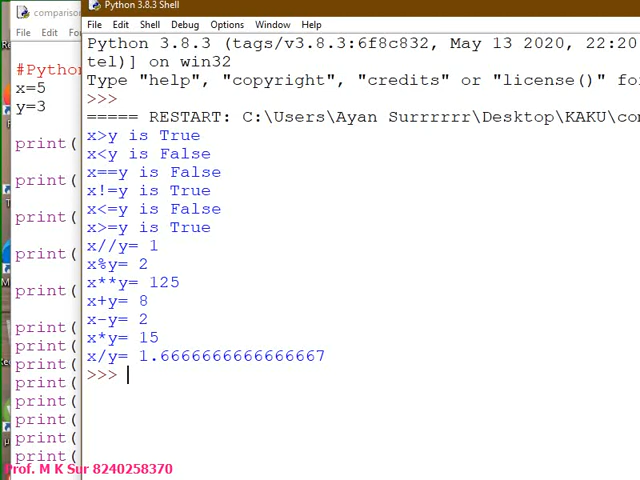 comparison
Python 3.8.3 Shell
File Edit
File Edit Shell Debug Options Window Help
#Python
x=5
y=3
print(
print(
print(
print(
print(
print(
print(
print(
print(
print(
print(
print(
print(
Python 3.8.3 (tags/v3.8.3:6f8c832, May 13 2020, 22:20
tel)] on win32
Type "help", "copyright", "credits" or "license()" fo
>>>
===== RESTART: C:\Users\Ayan Surrrrrr\Desktop\KAKU\co
x>y is True
x<y is False
x==y is False
x!=y is True
x<=y is False
x>=y is True
x//y= 1
x%y= 2
x**y= 125
x+y= 8
x-y= 2
x*y= 15
x/y= 1.6666666666666667
>>>
Prof. M K Sur 8240258370